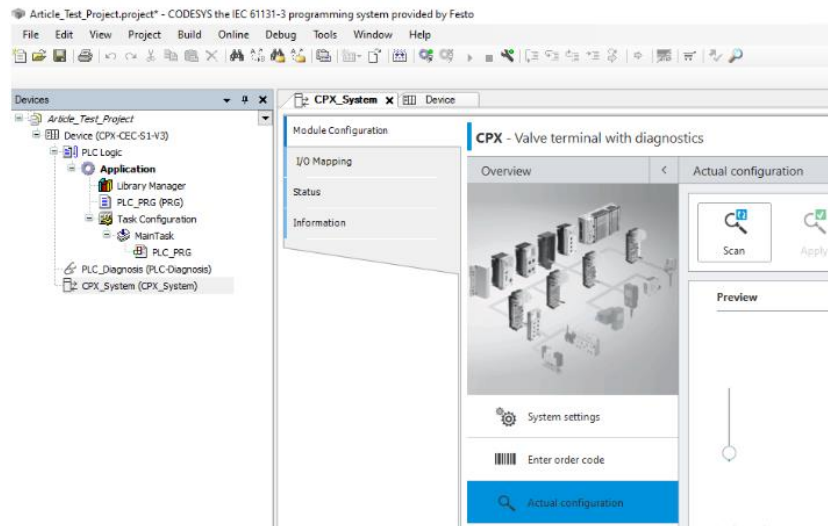 Article_Test_Project.project* - CODESYS the IEC 61131-3 programming system provided by Festo
File Edit View Project Build Online Debug Tools Window Help
Devices
Article_Test_Project
Device (CPX-CEC-S1-V3)
PLC Logic
Application
Library Manager
PLC_PRG (PRG)
Task Configuration
MainTask
PLC_PRG
PLC_Diagnosis (PLC-Diagnosis)
CPX_System (CPX_System)
CPX_System Device
Module Configuration
I/O Mapping
Status
Information
CPX - Valve terminal with diagnostics
Overview
System settings
Enter order code
Actual configuration
Actual configuration
Scan Apply
Preview